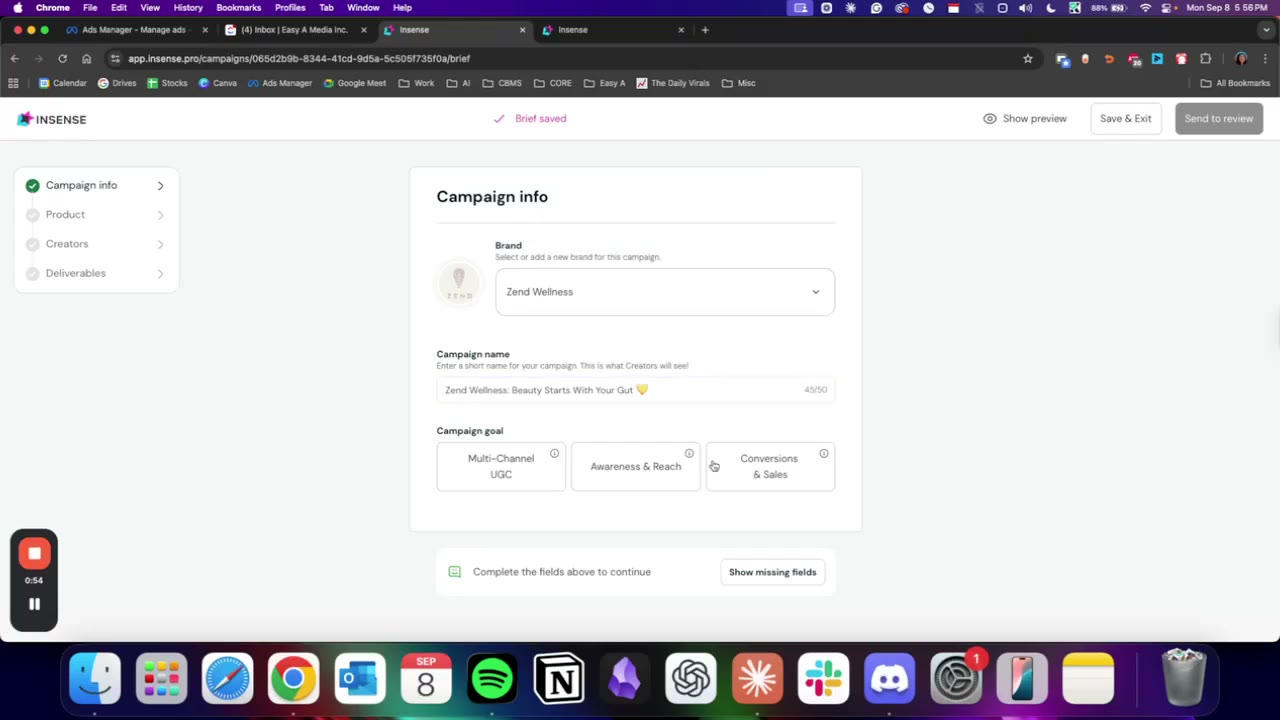 Chrome File Edit View History Bookmarks Profiles Tab Window Help
88% Mon Sep 8 5:56 PM
Ads Manager - Manage ads -
(4) Inbox | Easy A Media Inc.
Insense
Insense
app.insense.pro/campaigns/065d2b9b-8344-41cd-9d5a-5c505f735f0a/brief
Calendar Drives Stocks Canva Ads Manager Google Meet Work AI CBMS CORE Easy A The Daily Virals Misc All Bookmarks
INSENSE
Brief saved
Show preview
Save & Exit
Send to review
Campaign info
Product
Creators
Deliverables
Campaign info
Brand
Select or add a new brand for this campaign.
ZEND
Zend Wellness
Campaign name
Enter a short name for your campaign. This is what Creators will see!
Zend Wellness: Beauty Starts With Your Gut 💛
45/50
Campaign goal
Multi-Channel
UGC
Awareness & Reach
Conversions
& Sales
Complete the fields above to continue
Show missing fields
0:54
SEP
8
1